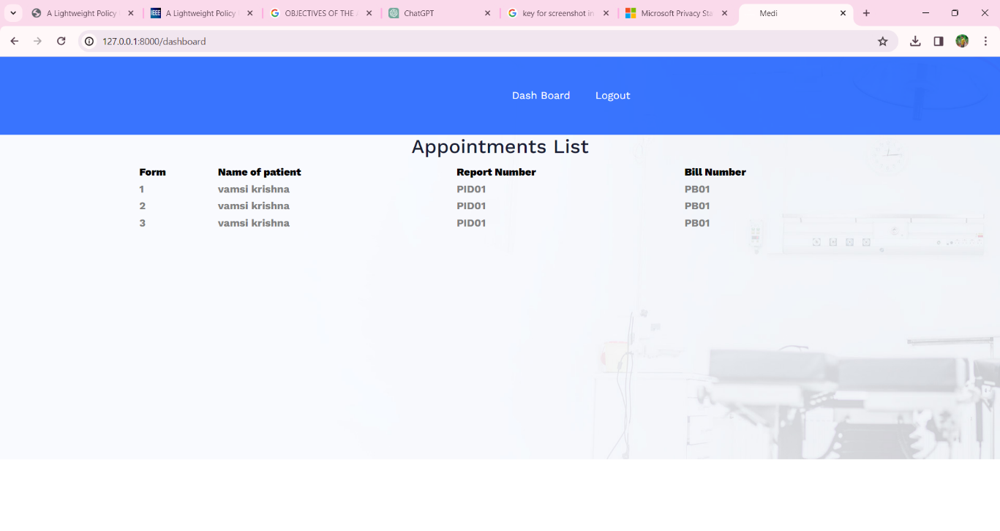 A Lightweight Policy
A Lightweight Policy
OBJECTIVES OF THE
ChatGPT
key for screenshot in
Microsoft Privacy Sta
Medi
127.0.0.1:8000/dashboard
Dash Board Logout
Appointments List
Form Name of patient Report Number Bill Number
1 vamsi krishna PID01 PB01
2 vamsi krishna PID01 PB01
3 vamsi krishna PID01 PB01